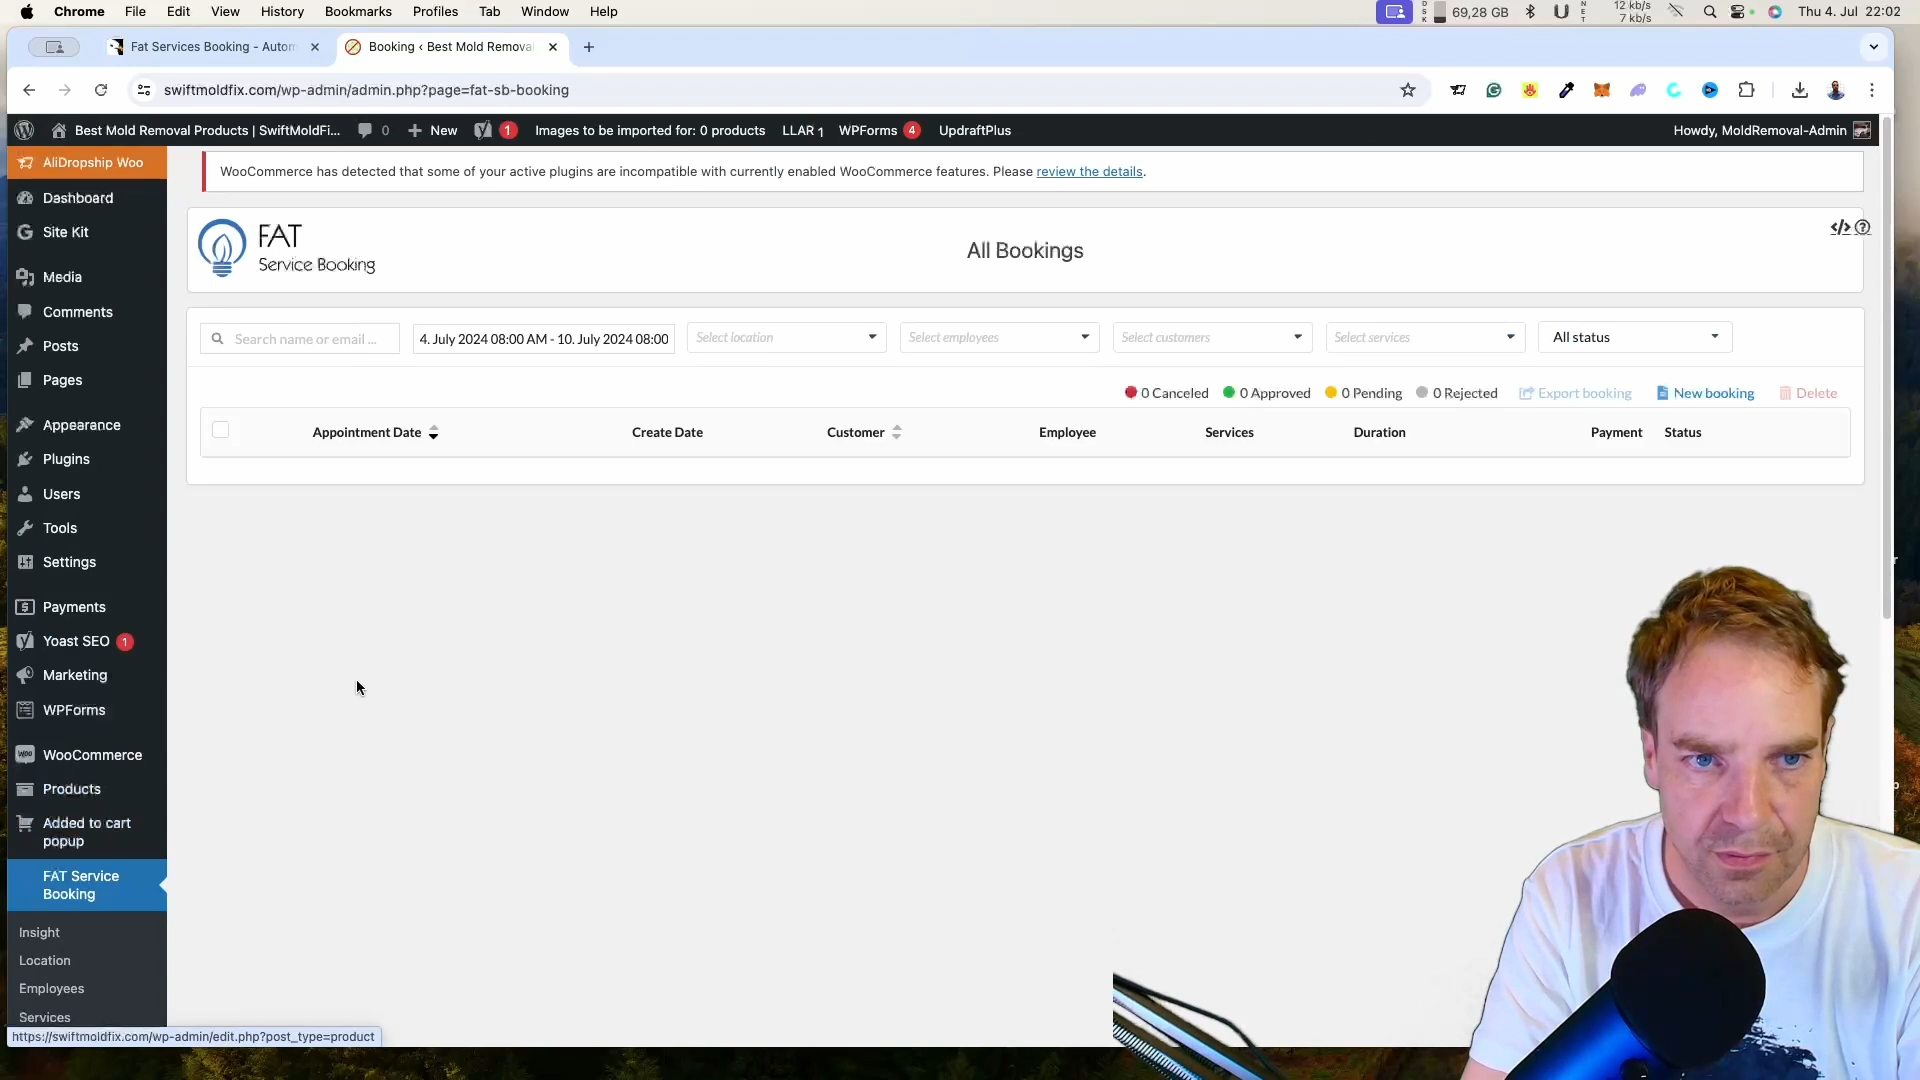 Chrome File Edit View History Bookmarks Profiles Tab Window Help
69,28 GB
12 kb/s
7 kb/s
Thu 4. Jul 22:02
Fat Services Booking - Autom
Booking ‹ Best Mold Removal
swiftmoldfix.com/wp-admin/admin.php?page=fat-sb-booking
Best Mold Removal Products | SwiftMoldFi... 0 New 1 Images to be imported for: 0 products LLAR 1 WPForms 4 UpdraftPlus Howdy, MoldRemoval-Admin
AliDropship Woo
Dashboard
Site Kit
Media
Comments
Posts
Pages
Appearance
Plugins
Users
Tools
Settings
Payments
Yoast SEO 1
Marketing
WPForms
WooCommerce
Products
Added to cart
popup
FAT Service
Booking
Insight
Location
Employees
Services
WooCommerce has detected that some of your active plugins are incompatible with currently enabled WooCommerce features. Please review the details.
FAT
Service Booking
All Bookings
Search name or email ...
4. July 2024 08:00 AM - 10. July 2024 08:00
Select location
Select employees
Select customers
Select services
All status
0 Canceled 0 Approved 0 Pending 0 Rejected Export booking New booking Delete
Appointment Date Create Date Customer Employee Services Duration Payment Status
https://swiftmoldfix.com/wp-admin/edit.php?post_type=product